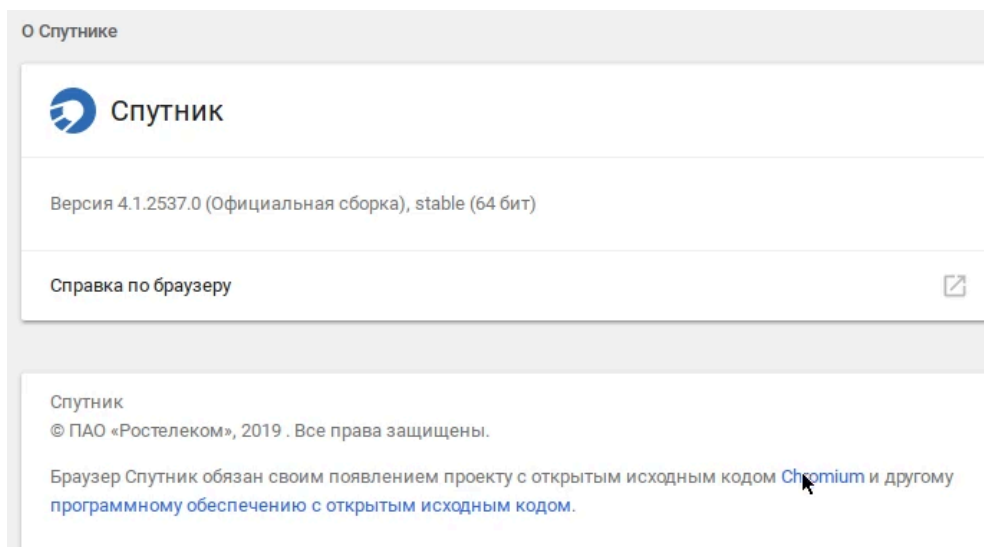 О Спутнике
Спутник
Версия 4.1.2537.0 (Официальная сборка), stable (64 бит)
Справка по браузеру
Спутник
© ПАО «Ростелеком», 2019 . Все права защищены.
Браузер Спутник обязан своим появлением проекту с открытым исходным кодом Chromium и другому
программному обеспечению с открытым исходным кодом.